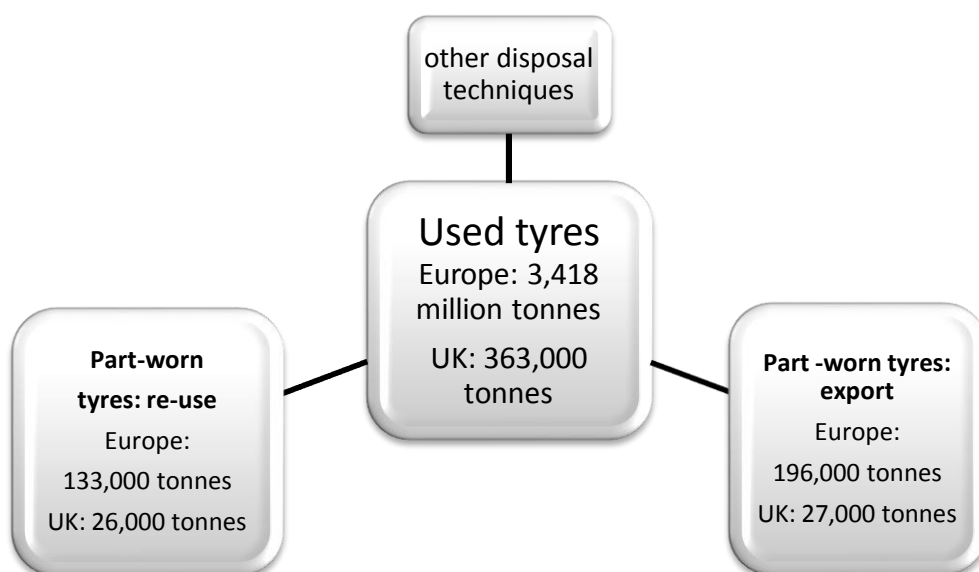 other disposal
techniques
Used tyres
Europe: 3,418
million tonnes
UK: 363,000
tonnes
Part-worn
tyres: re-use
Europe:
133,000 tonnes
UK: 26,000 tonnes
Part -worn tyres:
export
Europe:
196,000 tonnes
UK: 27,000 tonnes